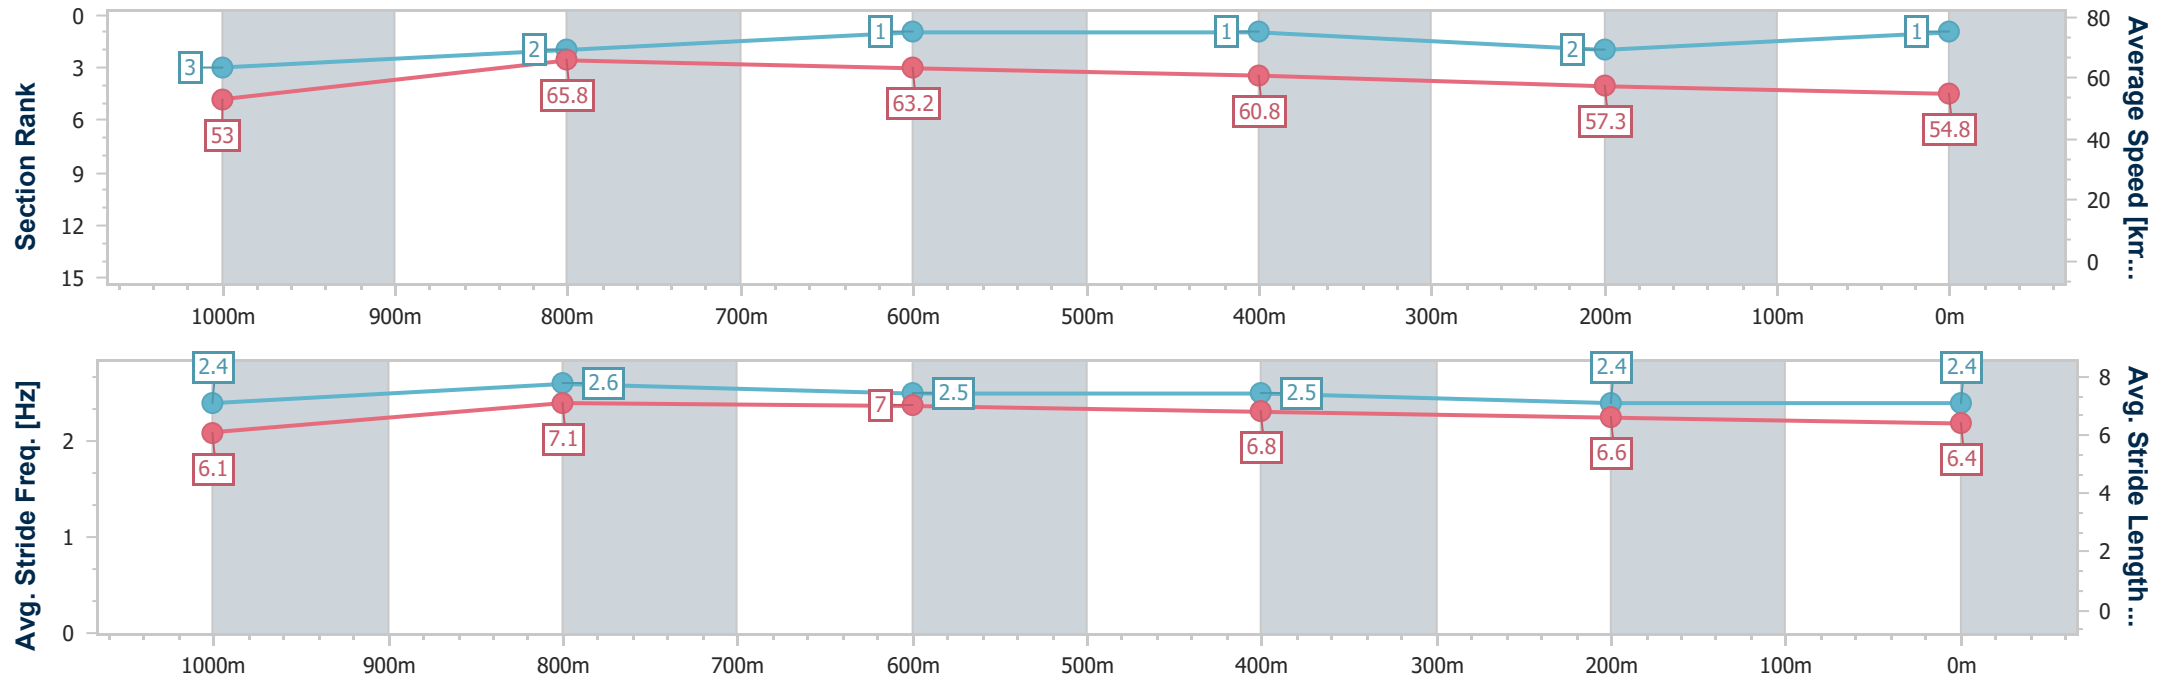 Section Rank
0
3
6
9
12
15
80
60
40
20
0
Average Speed [km...
3
2
1
1
2
1
53
65.8
63.2
60.8
57.3
54.8
1000m
900m
800m
700m
600m
500m
400m
300m
200m
100m
0m
Avg. Stride Freq. [Hz]
2
1
0
8
6
4
2
0
Avg. Stride Length...
2.4
2.6
2.5
2.5
2.4
2.4
6.1
7.1
7
6.8
6.6
6.4
1000m
900m
800m
700m
600m
500m
400m
300m
200m
100m
0m